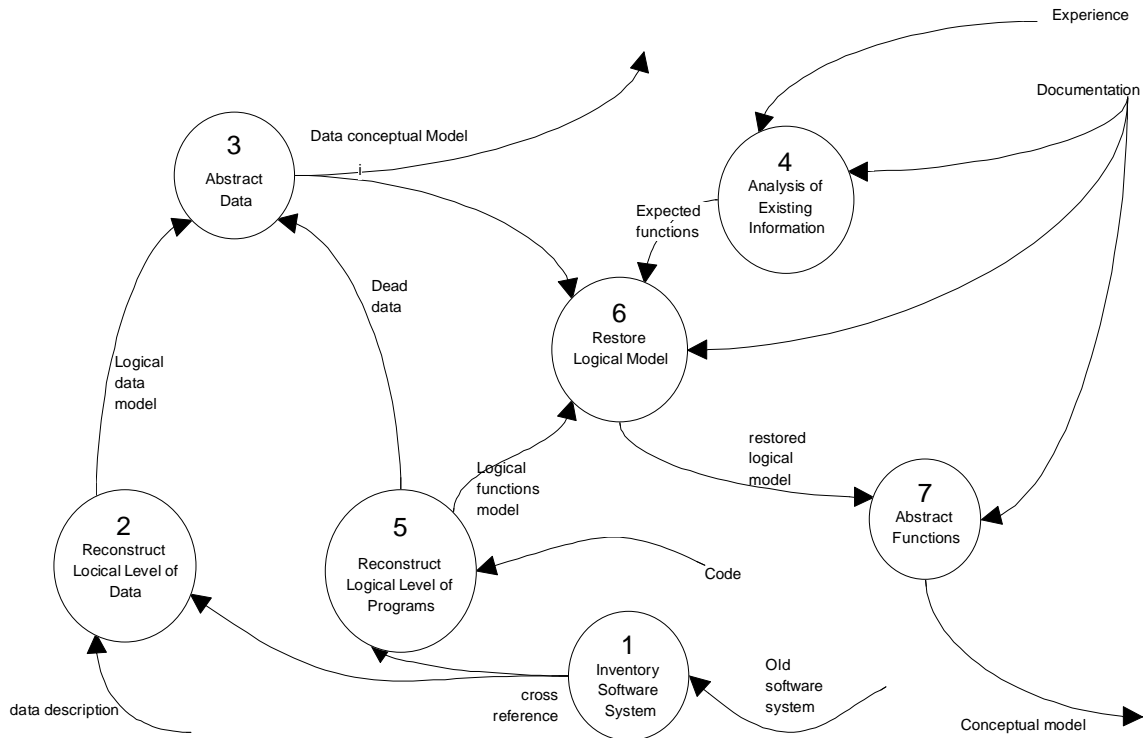 Experience
Documentation
3
Abstract
Data
Data conceptual Model
i
4
Analysis of
Existing
Information
Expected
functions
Dead
data
6
Restore
Logical Model
Logical
data
model
restored
logical
model
Logical
functions
model
7
Abstract
Functions
2
Reconstruct
Locical Level of
Data
5
Reconstruct
Logical Level of
Programs
Code
1
Inventory
Software
System
Old
software
system
cross
reference
data description
Conceptual model